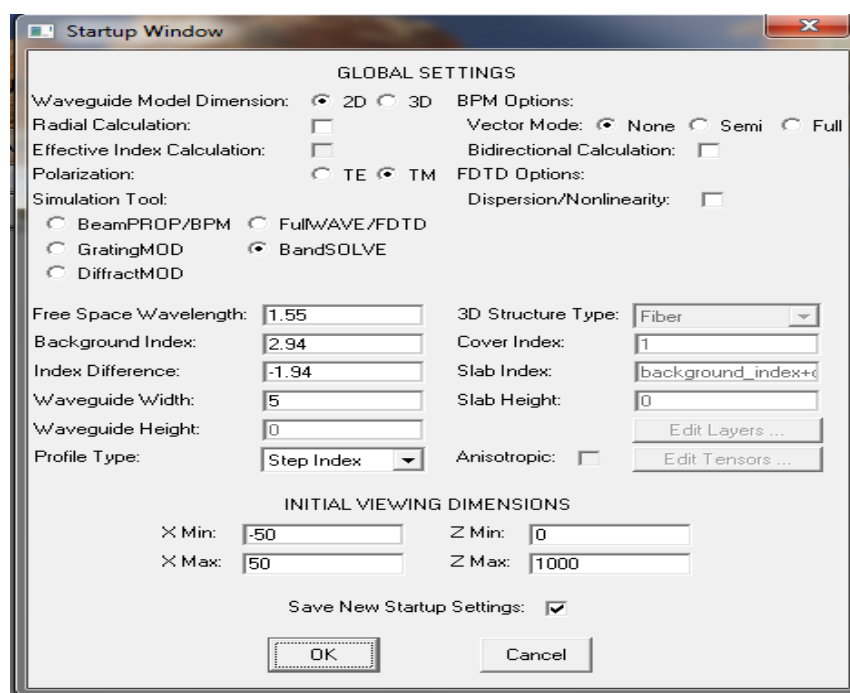 Startup Window
GLOBAL SETTINGS
Waveguide Model Dimension: 2D 3D BPM Options:
Radial Calculation: Vector Mode: None Semi Full
Effective Index Calculation: Bidirectional Calculation:
Polarization: TE TM FDTD Options:
Simulation Tool: Dispersion/Nonlinearity:
BeamPROP/BPM FullWAVE/FDTD
GratingMOD BandSOLVE
DiffractMOD
Free Space Wavelength: 1.55 3D Structure Type: Fiber
Background Index: 2.94 Cover Index: 1
Index Difference: -1.94 Slab Index: background_index+d
Waveguide Width: 5 Slab Height: 0
Waveguide Height: 0 Edit Layers ...
Profile Type: Step Index Anisotropic: Edit Tensors ...
INITIAL VIEWING DIMENSIONS
X Min: -50 Z Min: 0
X Max: 50 Z Max: 1000
Save New Startup Settings:
OK Cancel